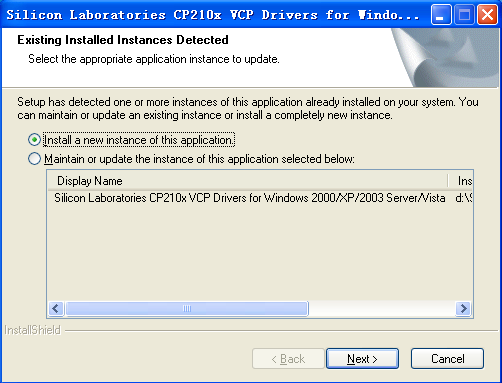 Silicon Laboratories CP210x VCP Drivers for Windo...
Existing Installed Instances Detected
Select the appropriate application instance to update.
Setup has detected one or more instances of this application already installed on your system. You
can maintain or update an existing instance or install a completely new instance.
Install a new instance of this application.
Maintain or update the instance of this application selected below:
Display Name Ins
Silicon Laboratories CP210x VCP Drivers for Windows 2000/XP/2003 Server/Vista d:\S
InstallShield
< Back Next > Cancel